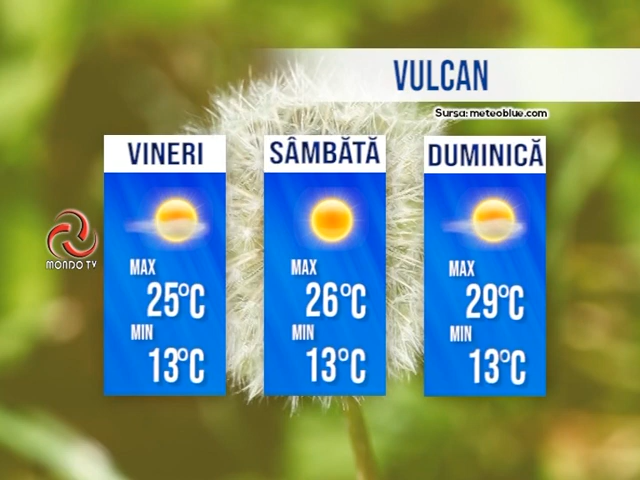 VULCAN
Sursa: meteoblue.com
VINERI
MAX
25°C
MIN
13°C
SÂMBĂTĂ
MAX
26°C
MIN
13°C
DUMINICĂ
MAX
29°C
MIN
13°C
MONDO TV